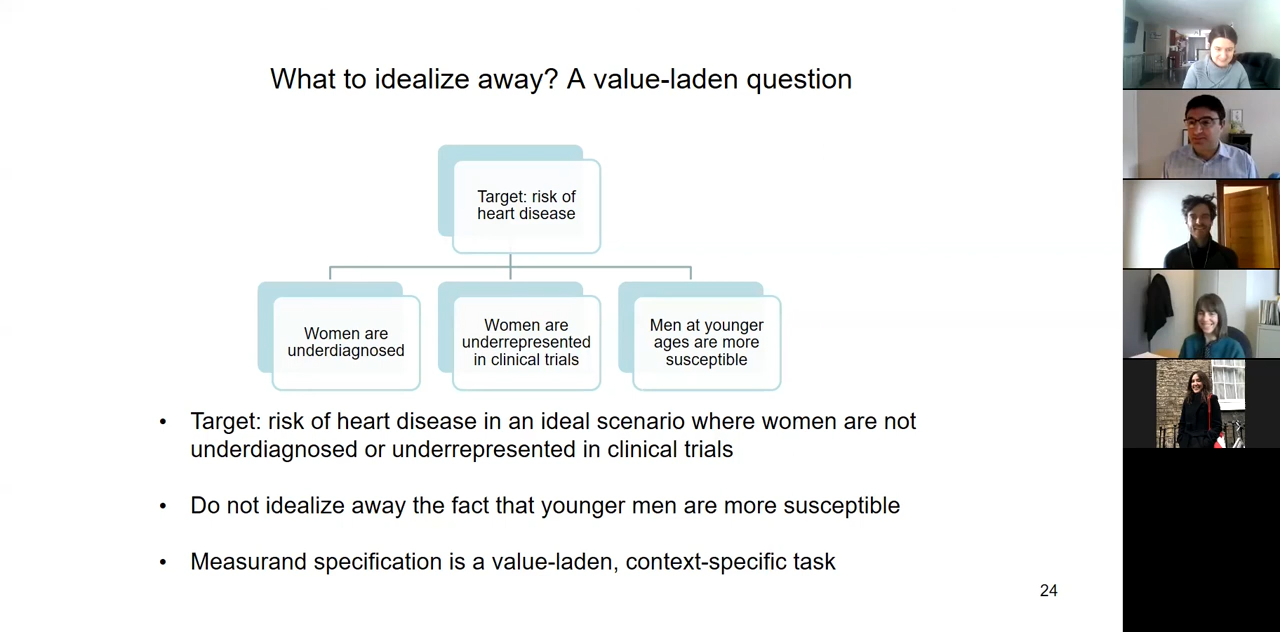 What to idealize away? A value-laden question
Target: risk of
heart disease
Women are
underdiagnosed
Women are
underrepresented
in clinical trials
Men at younger
ages are more
susceptible
• Target: risk of heart disease in an ideal scenario where women are not
underdiagnosed or underrepresented in clinical trials
• Do not idealize away the fact that younger men are more susceptible
• Measurand specification is a value-laden, context-specific task
24